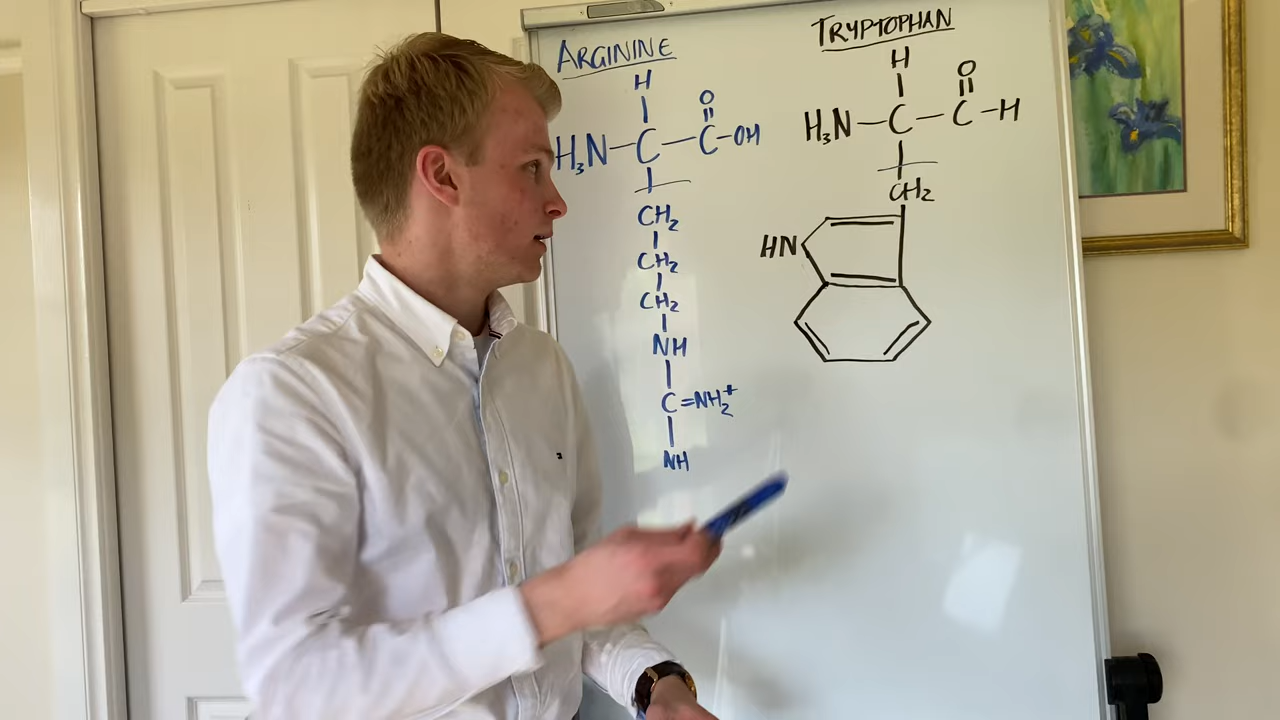 ARGININE
H
O
H₃N-C-C-OH
CH₂
CH₂
CH₂
NH
C=NH₂⁺
NH
TRYPTOPHAN
H
O
H₃N-C-C-H
CH₂
HN